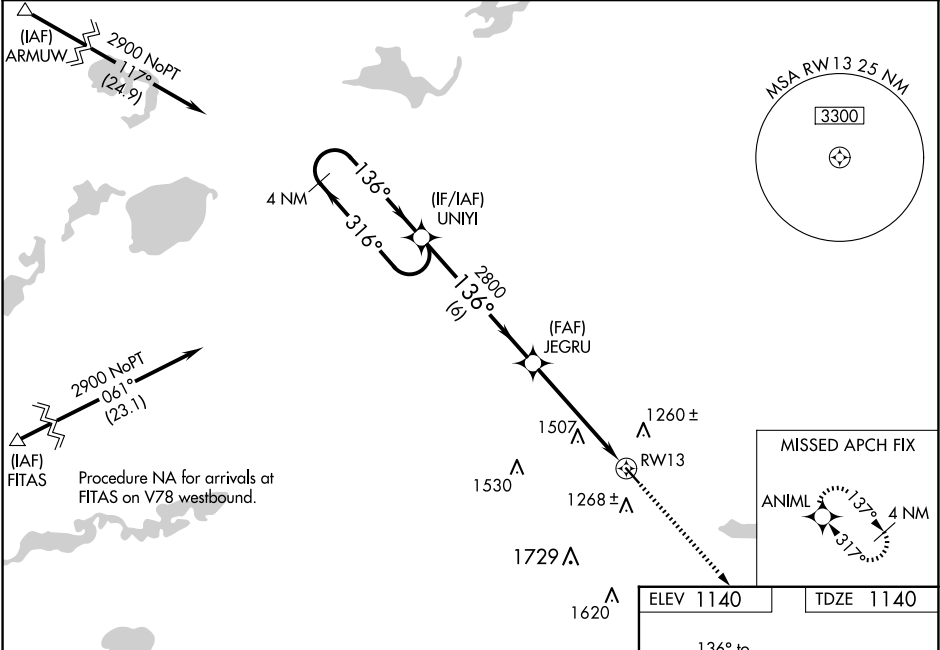 (IAF)
ARMUW
2900 NoPT
117°
(24.9)
MSA RW13 25 NM
3300
4 NM
136°
316°
(IF/IAF)
UNIYI
2800
136°
(6)
(FAF)
JEGRU
2900 NoPT
061°
(23.1)
(IAF)
FITAS
Procedure NA for arrivals at
FITAS on V78 westbound.
1507
1260 ±
RW13
1530
1268 ±
1729
1620
MISSED APCH FIX
ANIML
137°
4 NM
317°
ELEV 1140
TDZE 1140
136° to